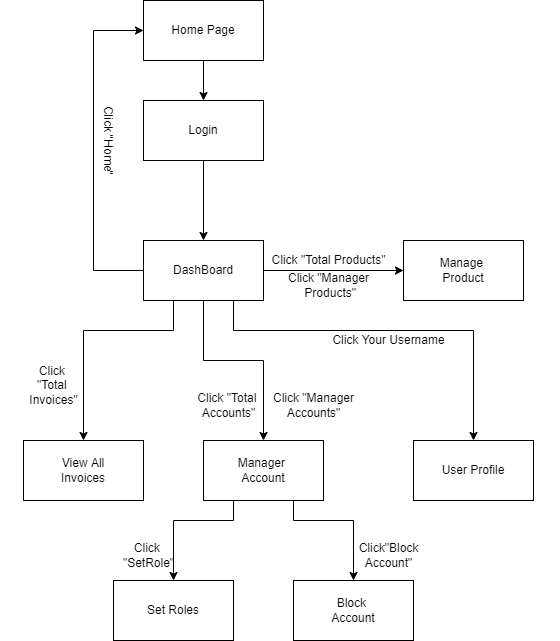 Home Page
Click "Home"
Login
DashBoard
Click "Total Products"
Click "Manager
Products"
Manage
Product
Click Your Username
Click
"Total
Invoices"
Click "Total
Accounts"
Click "Manager
Accounts"
View All
Invoices
Manager
Account
User Profile
Click
"SetRole"
Click"Block
Account"
Set Roles
Block
Account